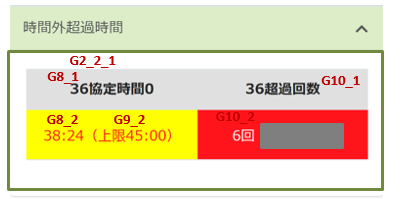 時間外超過時間
G2_2_1
G8_1
36協定時間0
36超過回数
G10_1
G8_2
G9_2
G10_2
38:24（上限45:00）
6回